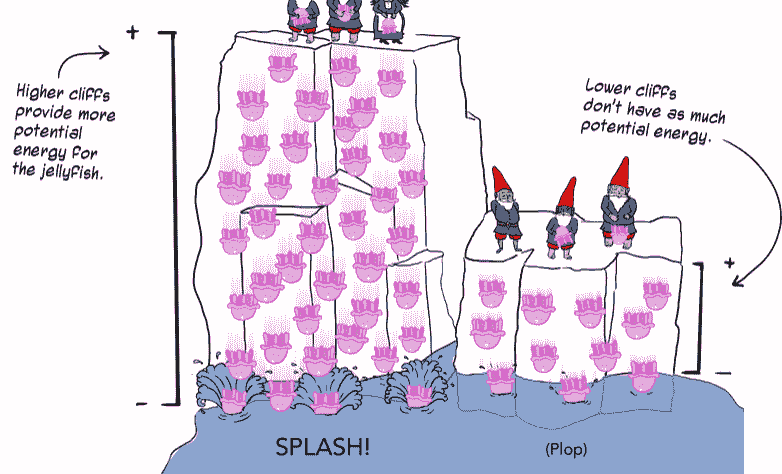 +
Higher cliffs
provide more
potential
energy for
the jellyfish.
-
Lower cliffs
don't have as much
potential energy.
+
-
SPLASH!
(Plop)